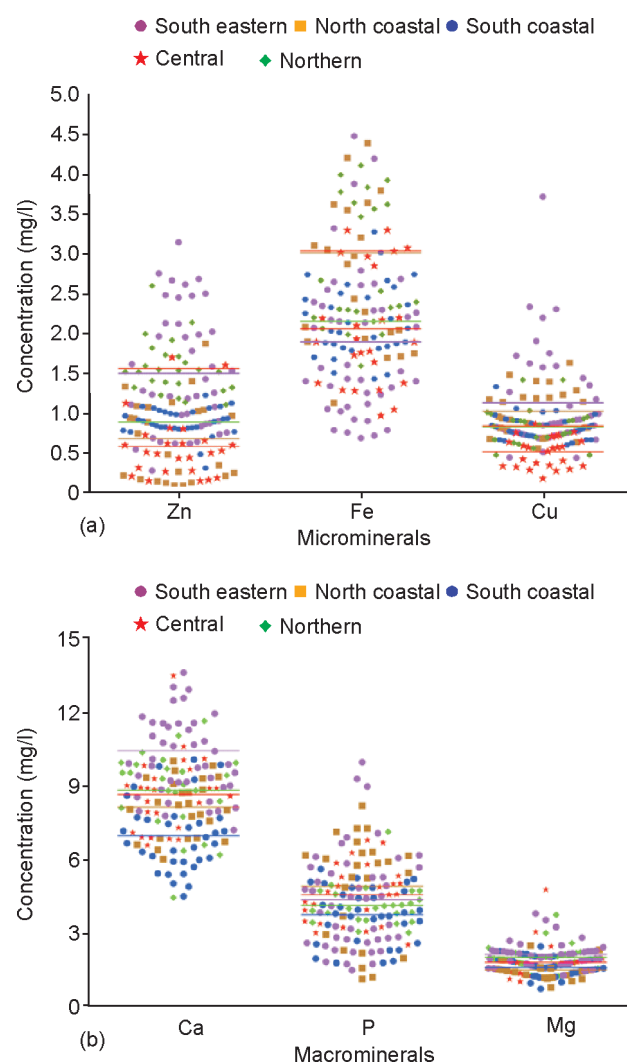 South eastern North coastal South coastal
Central Northern
5.0
4.5
4.0
3.5
3.0
2.5
2.0
1.5
1.0
0.5
0
Concentration (mg/l)
Zn Fe Cu
(a) Microminerals
South eastern North coastal South coastal
Central Northern
15
12
9
6
3
0
Concentration (mg/l)
Ca P Mg
(b) Macrominerals